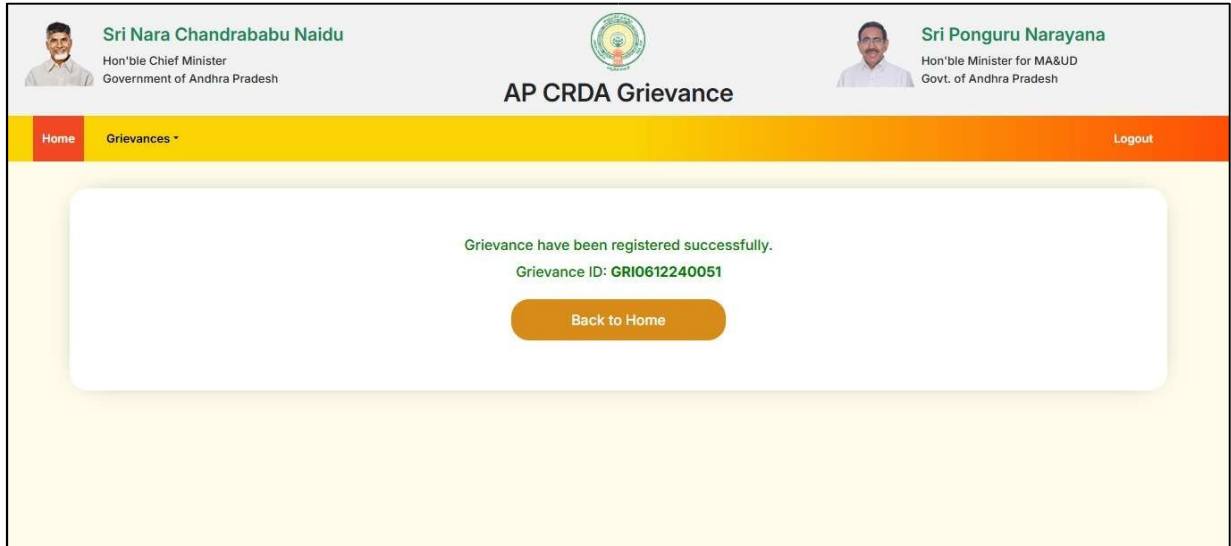 Sri Nara Chandrababu Naidu
Hon'ble Chief Minister
Government of Andhra Pradesh
AP CRDA Grievance
Sri Ponguru Narayana
Hon'ble Minister for MA&UD
Govt. of Andhra Pradesh
Home
Grievances
Logout
Grievance have been registered successfully.
Grievance ID: GRI0612240051
Back to Home